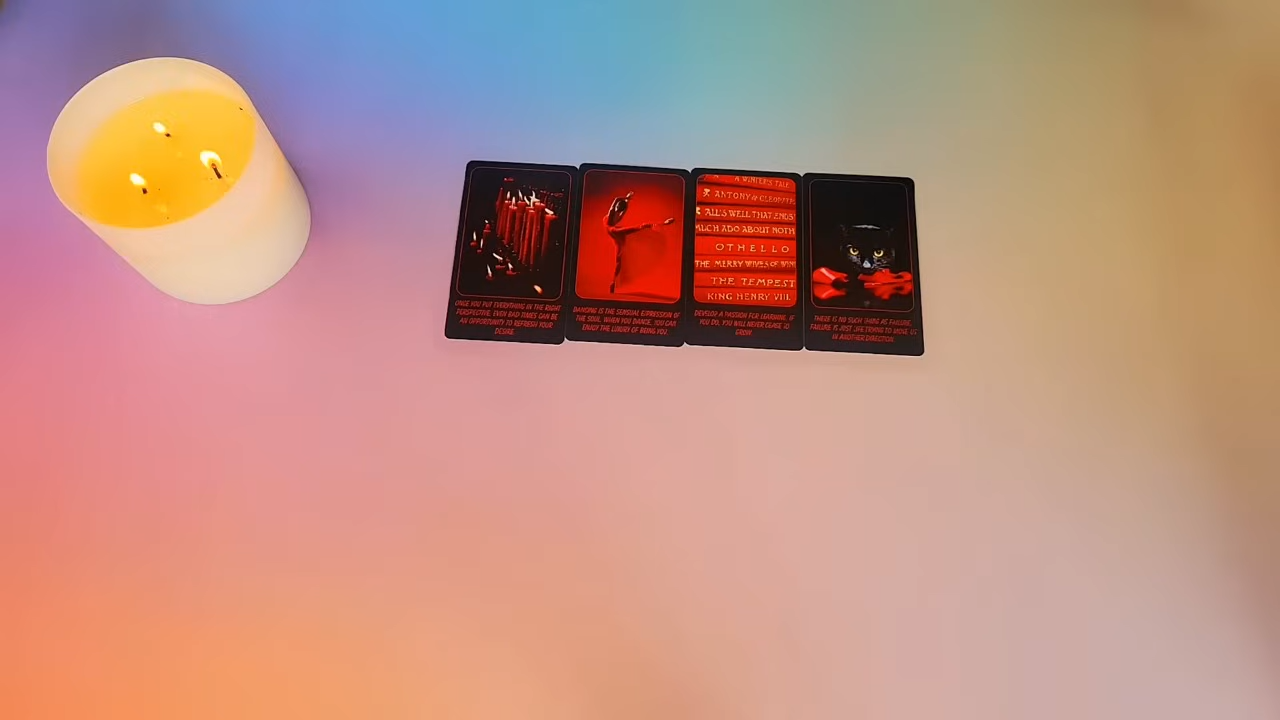 ONCE YOU PUT EVERYTHING IN THE RIGHT
PERSPECTIVE, EVEN BAD TIMES CAN BE
AN OPPORTUNITY TO REFRESH YOUR
DESIRE.
DANCING IS THE SENSUAL EXPRESSION OF
THE SOUL. WHEN YOU DANCE, YOU CAN
ENJOY THE LUXURY OF BEING YOU.
A WINTER'S TALE
ANTONY & CLEOPATR
ALL'S WELL THAT ENDS
MUCH ADO ABOUT NOTH
OTHELLO
THE MERRY WIVES OF WIN
THE TEMPEST
KING HENRY VIII.
DEVELOP A PASSION FOR LEARNING. IF
YOU DO, YOU WILL NEVER CEASE TO
GROW.
THERE IS NO SUCH THING AS FAILURE.
FAILURE IS JUST LIFE TRYING TO MOVE US
IN ANOTHER DIRECTION.